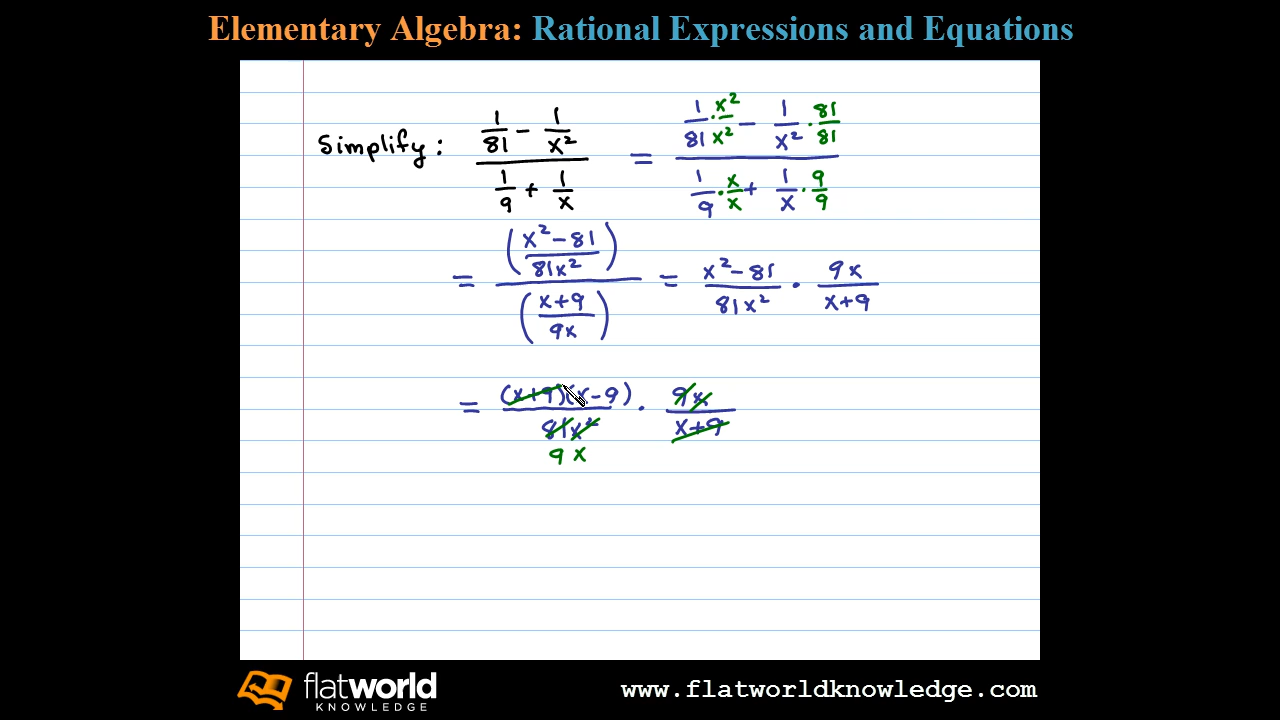 Elementary Algebra: Rational Expressions and Equations
Simplify: (1/81 - 1/x²)/(1/9 + 1/x) = (1/81 · x²/x² - 1/x² · 81/81)/(1/9 · x/x + 1/x · 9/9)
= ((x² - 81)/(81x²))/((x+9)/(9x)) = (x² - 81)/(81x²) · 9x/(x+9)
= (x+9)(x-9)/(81x²) · 9x/(x+9)
9 x
flatworld
KNOWLEDGE
www.flatworldknowledge.com